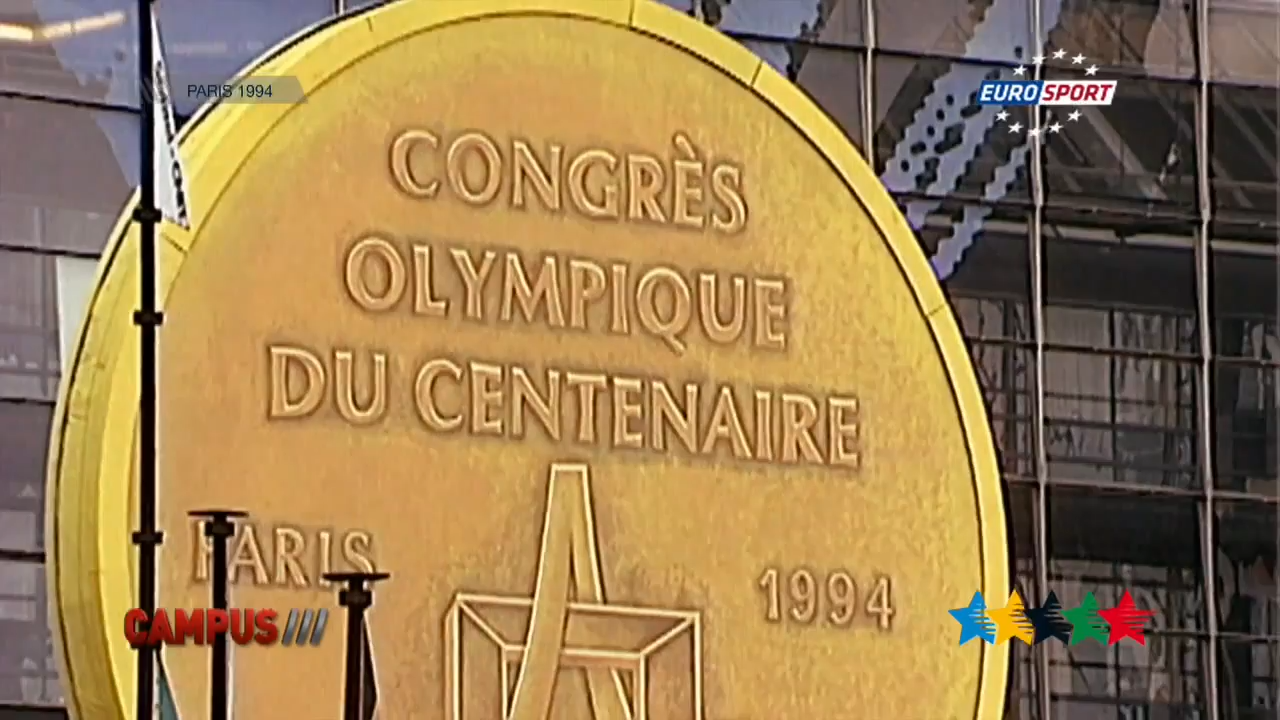 PARIS 1994
EUROSPORT
CONGRÈS
OLYMPIQUE
DU CENTENAIRE
PARIS 1994
CAMPUS///